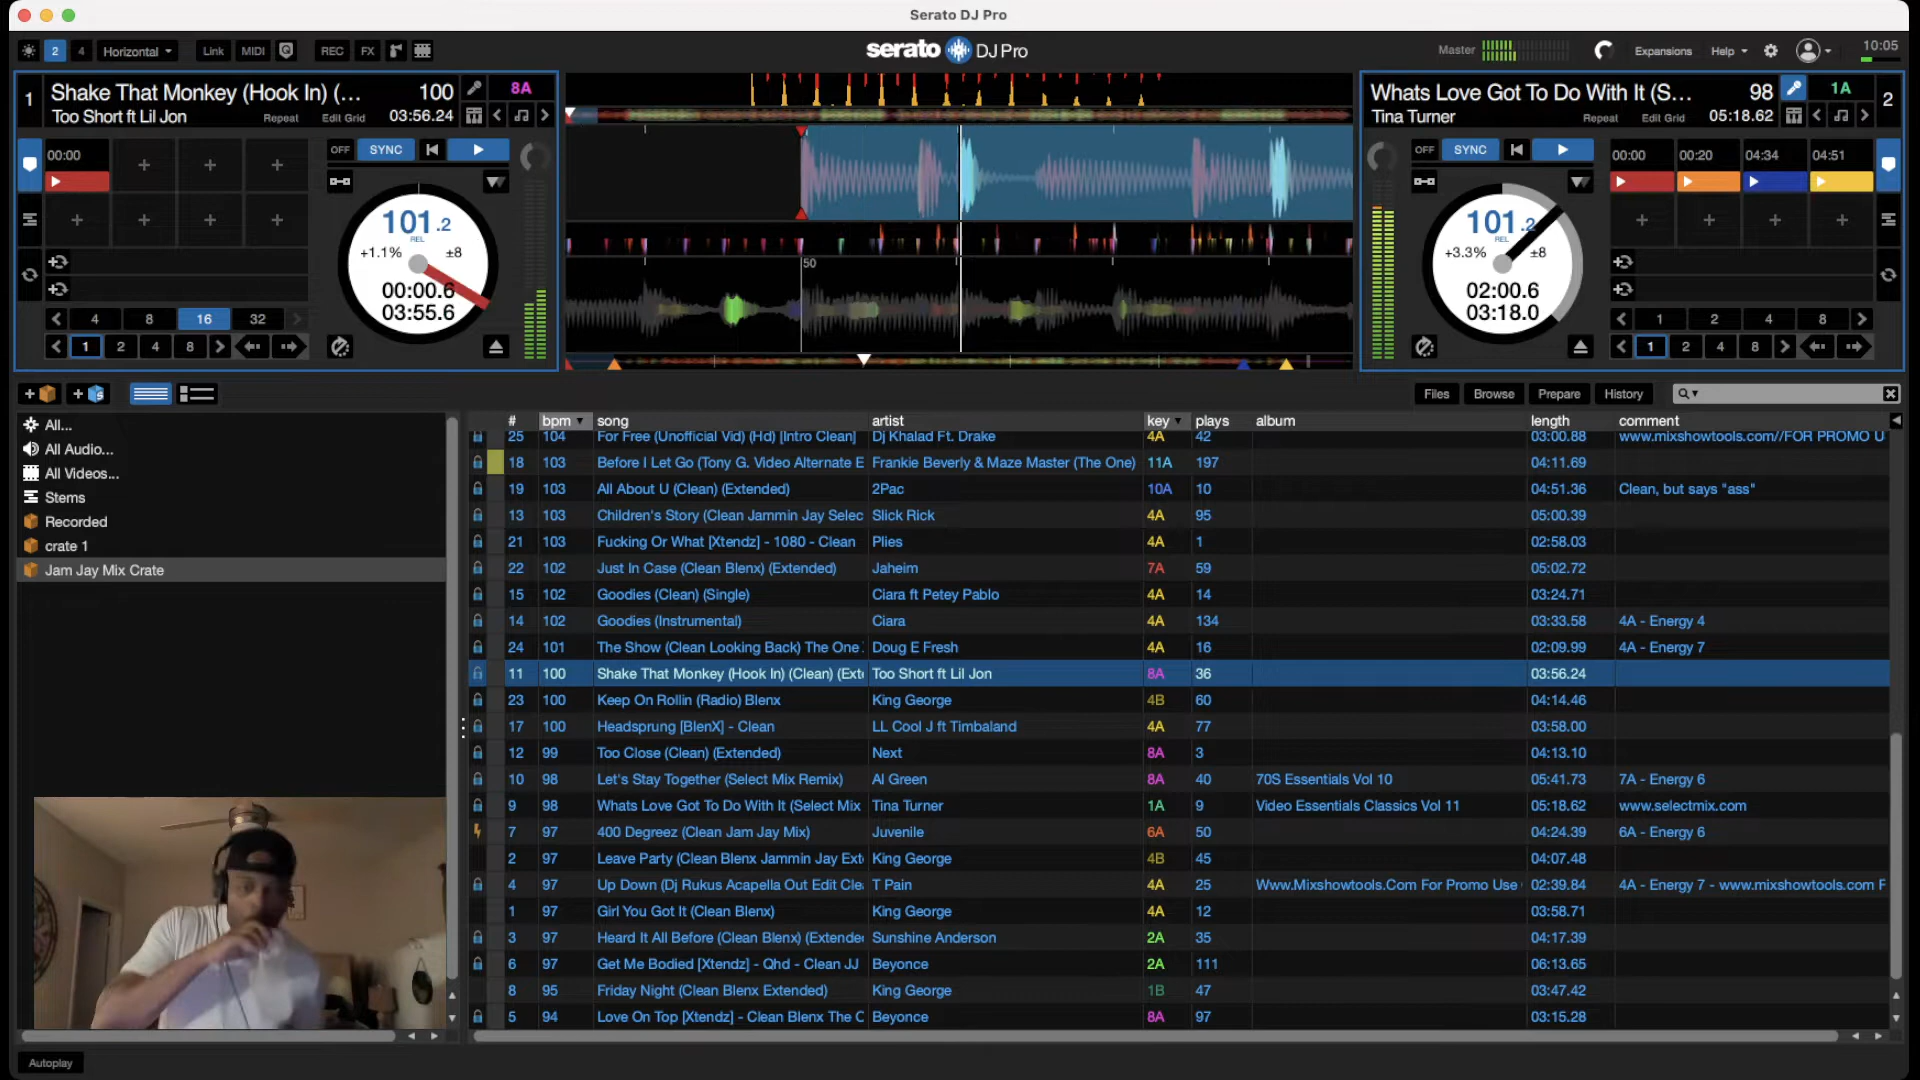 Serato DJ Pro
2 4 Horizontal Link MIDI REC FX
serato DJ Pro
Master Expansions Help 10:05
1 Shake That Monkey (Hook In) (... 100 8A
Too Short ft Lil Jon Repeat Edit Grid 03:56.24
00:00
OFF SYNC
101.2
REL
+1.1% ±8
00:00.6
03:55.6
4 8 16 32
1 2 4 8
50
Whats Love Got To Do With It (S... 98 1A 2
Tina Turner Repeat Edit Grid 05:18.62
OFF SYNC
101.2
REL
+3.3% ±8
02:00.6
03:18.0
00:00 00:20 04:34 04:51
1 2 4 8
1 2 4 8
Files Browse Prepare History
All...
All Audio...
All Videos...
Stems
Recorded
crate 1
Jam Jay Mix Crate
# bpm song artist key plays album length comment
25 104 For Free (Unofficial Vid) (Hd) [Intro Clean] Dj Khalad Ft. Drake 4A 42 03:00.88 www.mixshowtools.com//FOR PROMO U
18 103 Before I Let Go (Tony G. Video Alternate E Frankie Beverly & Maze Master (The One) 11A 197 04:11.69
19 103 All About U (Clean) (Extended) 2Pac 10A 10 04:51.36 Clean, but says "ass"
13 103 Children's Story (Clean Jammin Jay Selec Slick Rick 4A 95 05:00.39
21 103 Fucking Or What [Xtendz] - 1080 - Clean Plies 4A 1 02:58.03
22 102 Just In Case (Clean Blenx) (Extended) Jaheim 7A 59 05:02.72
15 102 Goodies (Clean) (Single) Ciara ft Petey Pablo 4A 14 03:24.71
14 102 Goodies (Instrumental) Ciara 4A 134 03:33.58 4A - Energy 4
24 101 The Show (Clean Looking Back) The One Doug E Fresh 4A 16 02:09.99 4A - Energy 7
11 100 Shake That Monkey (Hook In) (Clean) (Exte Too Short ft Lil Jon 8A 36 03:56.24
23 100 Keep On Rollin (Radio) Blenx King George 4B 60 04:14.46
17 100 Headsprung [BlenX] - Clean LL Cool J ft Timbaland 4A 77 03:58.00
12 99 Too Close (Clean) (Extended) Next 8A 3 04:13.10
10 98 Let's Stay Together (Select Mix Remix) Al Green 8A 40 70S Essentials Vol 10 05:41.73 7A - Energy 6
9 98 Whats Love Got To Do With It (Select Mix Tina Turner 1A 9 Video Essentials Classics Vol 11 05:18.62 www.selectmix.com
7 97 400 Degreez (Clean Jam Jay Mix) Juvenile 6A 50 04:24.39 6A - Energy 6
2 97 Leave Party (Clean Blenx Jammin Jay Ext King George 4B 45 04:07.48
4 97 Up Down (Dj Rukus Acapella Out Edit Cle T Pain 4A 25 Www.Mixshowtools.Com For Promo Use 02:39.84 4A - Energy 7 - www.mixshowtools.com F
1 97 Girl You Got It (Clean Blenx) King George 4A 12 03:58.71
3 97 Heard It All Before (Clean Blenx) (Extende Sunshine Anderson 2A 35 04:17.39
6 97 Get Me Bodied [Xtendz] - Qhd - Clean JJ Beyonce 2A 111 06:13.65
8 95 Friday Night (Clean Blenx Extended) King George 1B 47 03:47.42
5 94 Love On Top [Xtendz] - Clean Blenx The C Beyonce 8A 97 03:15.28
Autoplay